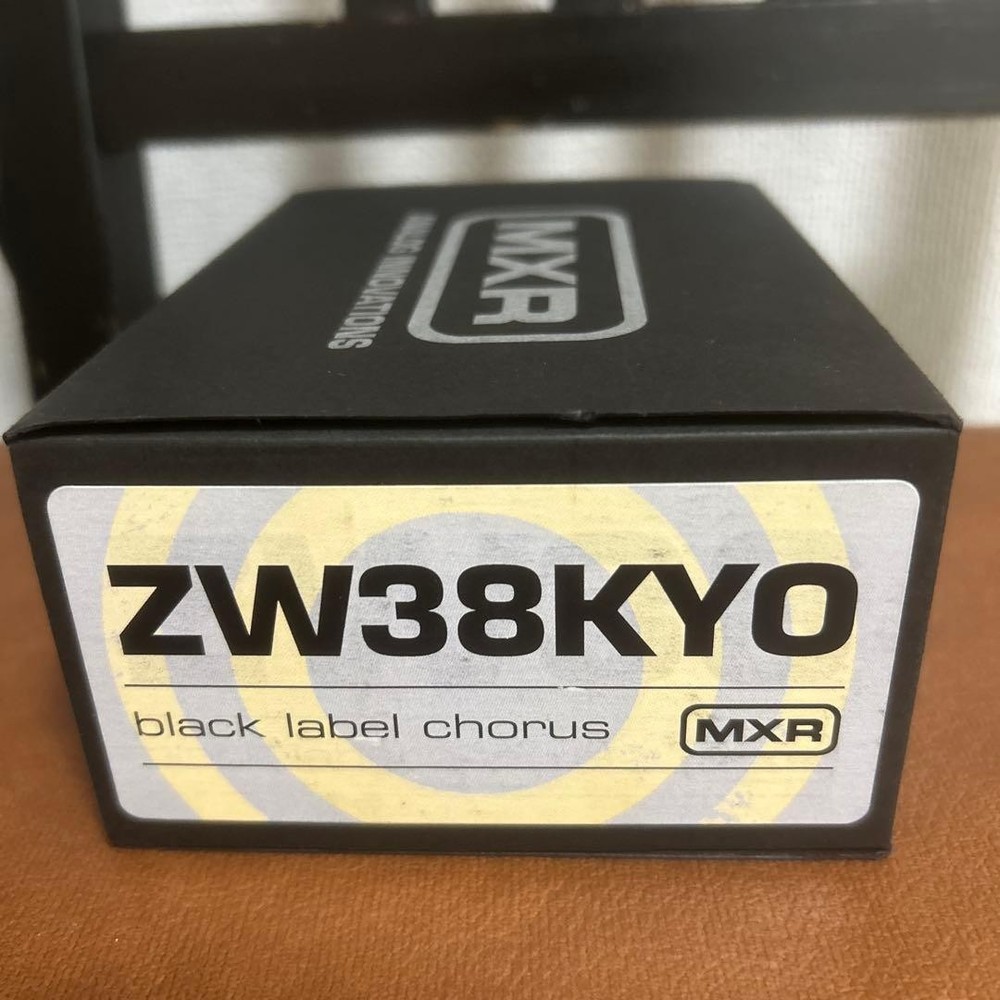 MXR
ANALOG INNOVATIONS
ZW38KYO
black label chorus
MXR